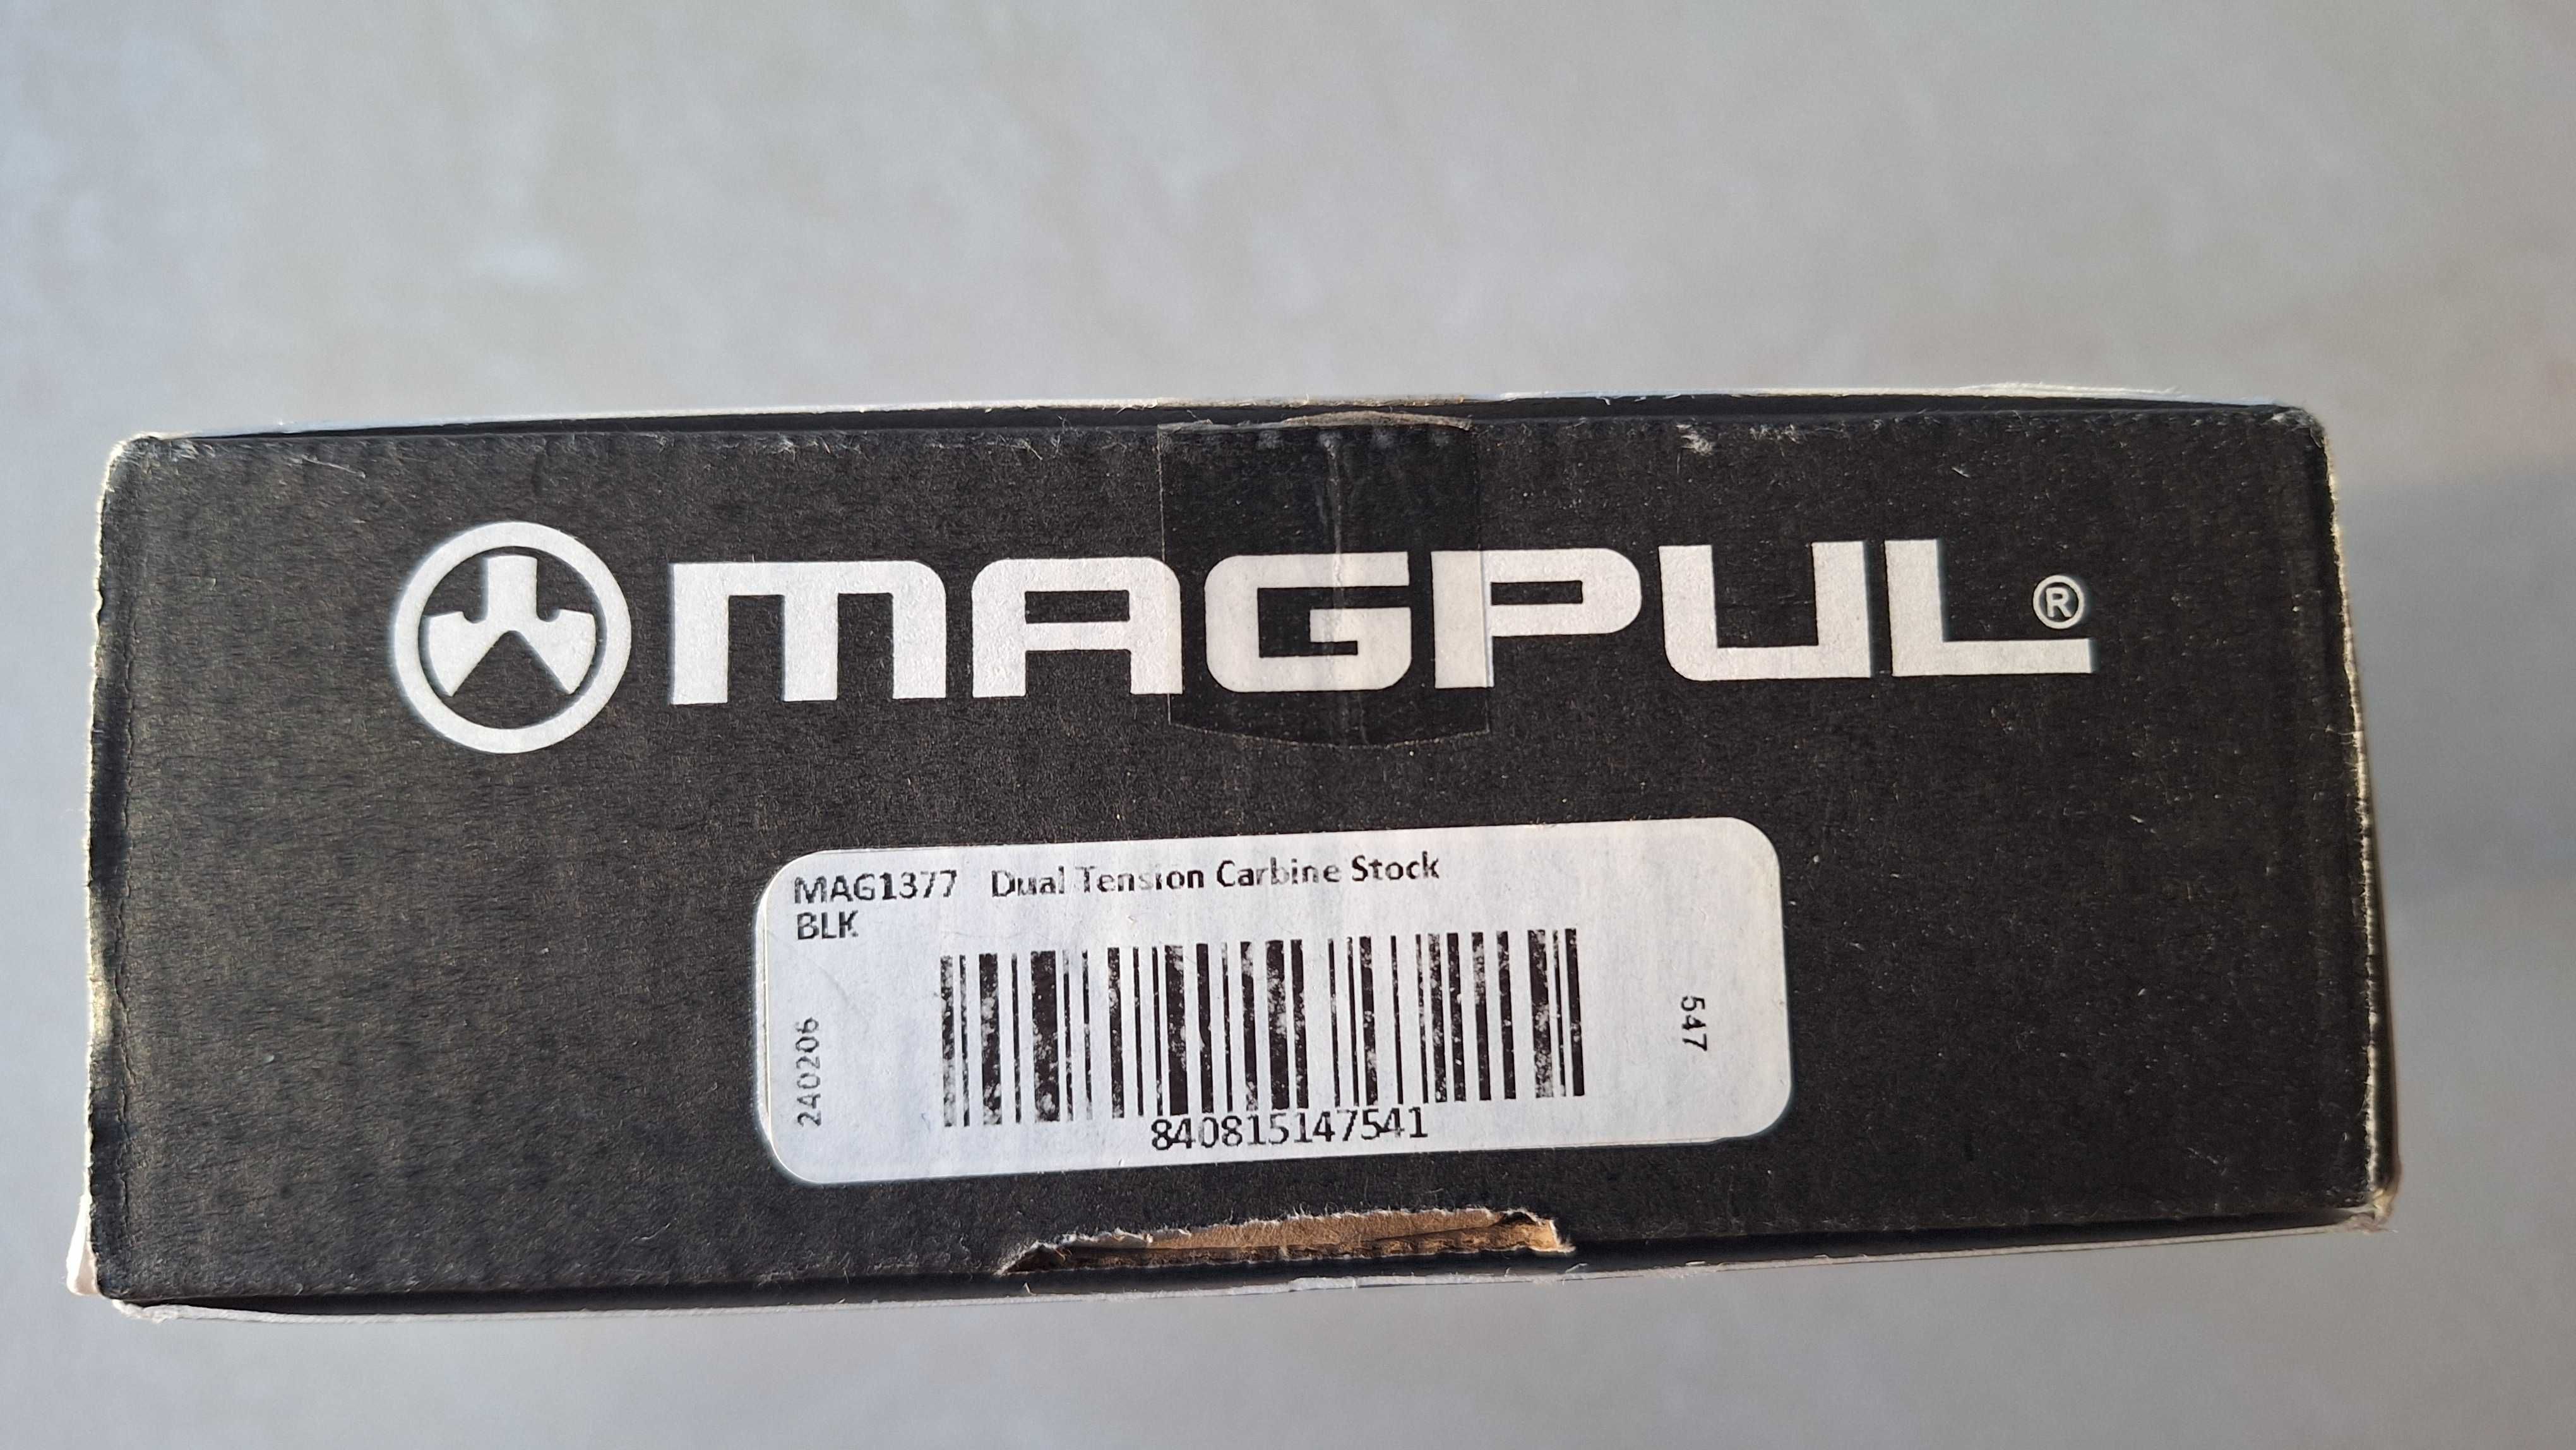 MAGPUL®
MAG1377 Dual Tension Carbine Stock
BLK
240206
547
840815147541